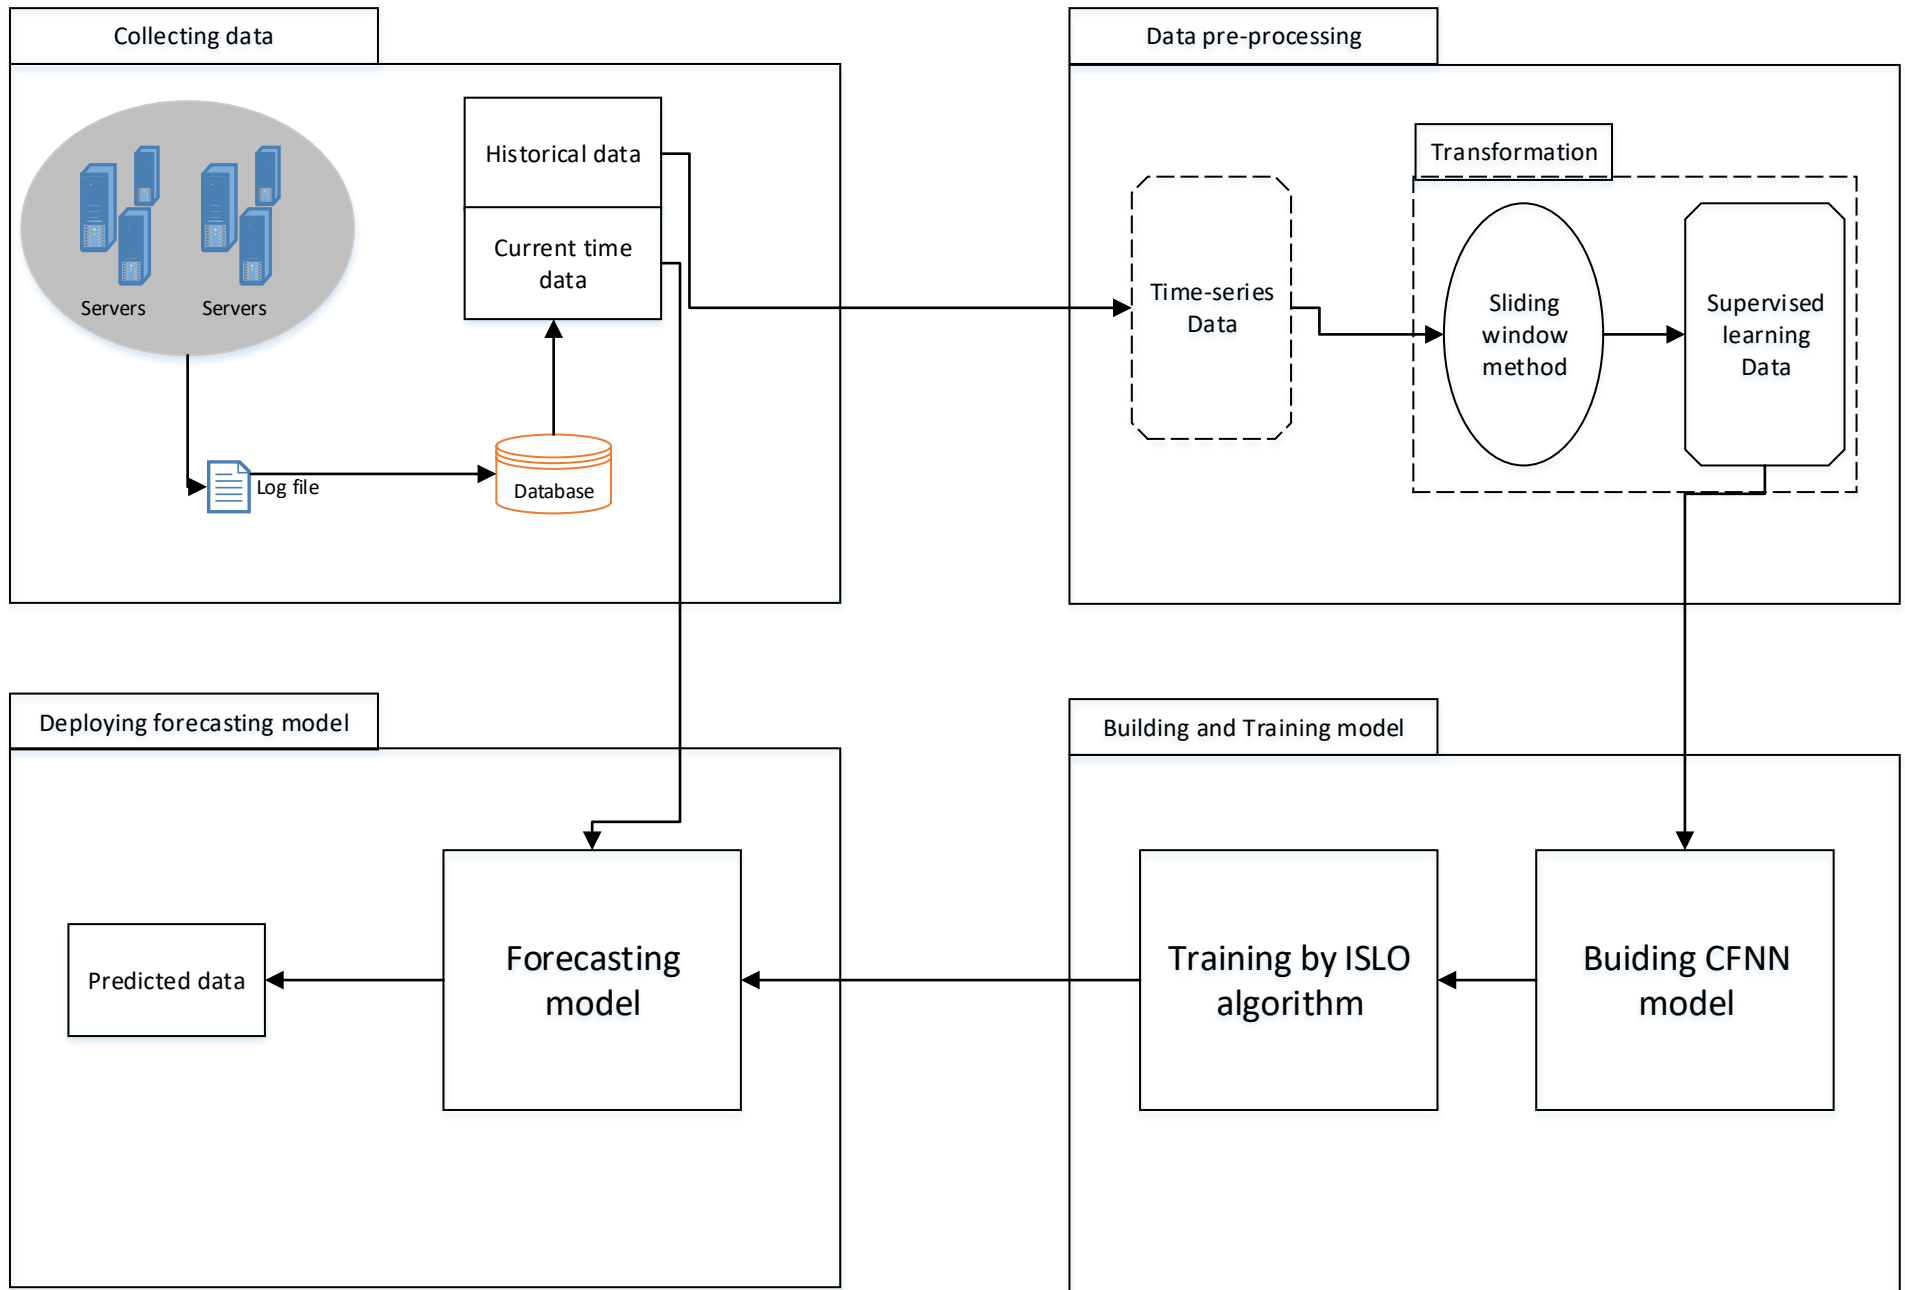 Collecting data
Servers
Servers
Log file
Database
Historical data
Current time
data
Data pre-processing
Time-series
Data
Transformation
Sliding
window
method
Supervised
learning
Data
Deploying forecasting model
Predicted data
Forecasting
model
Building and Training model
Training by ISLO
algorithm
Buiding CFNN
model